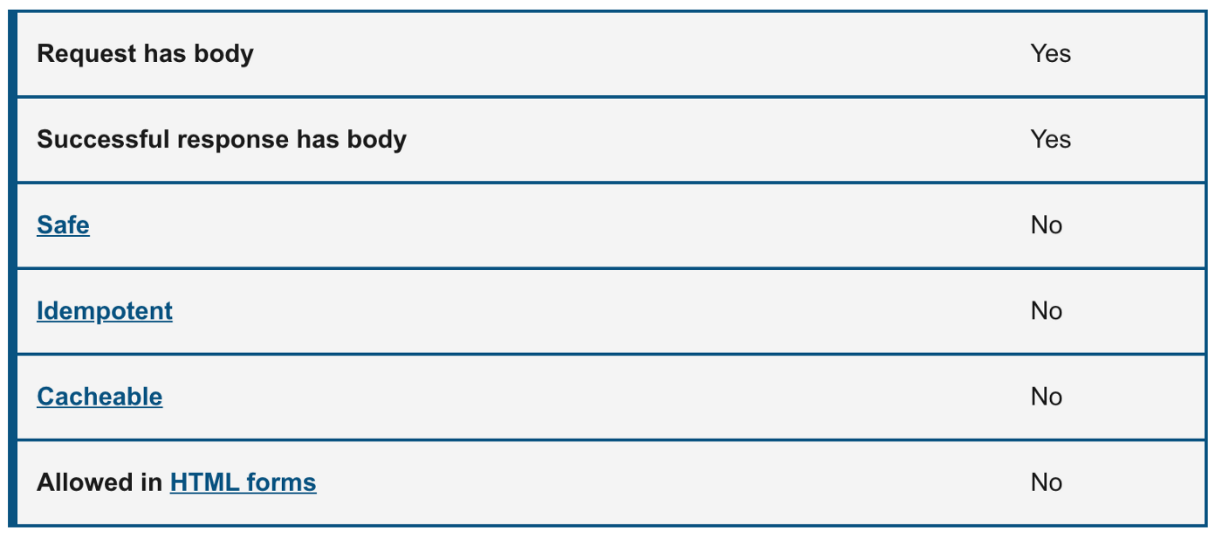 Request has body Yes
Successful response has body Yes
Safe No
Idempotent No
Cacheable No
Allowed in HTML forms No